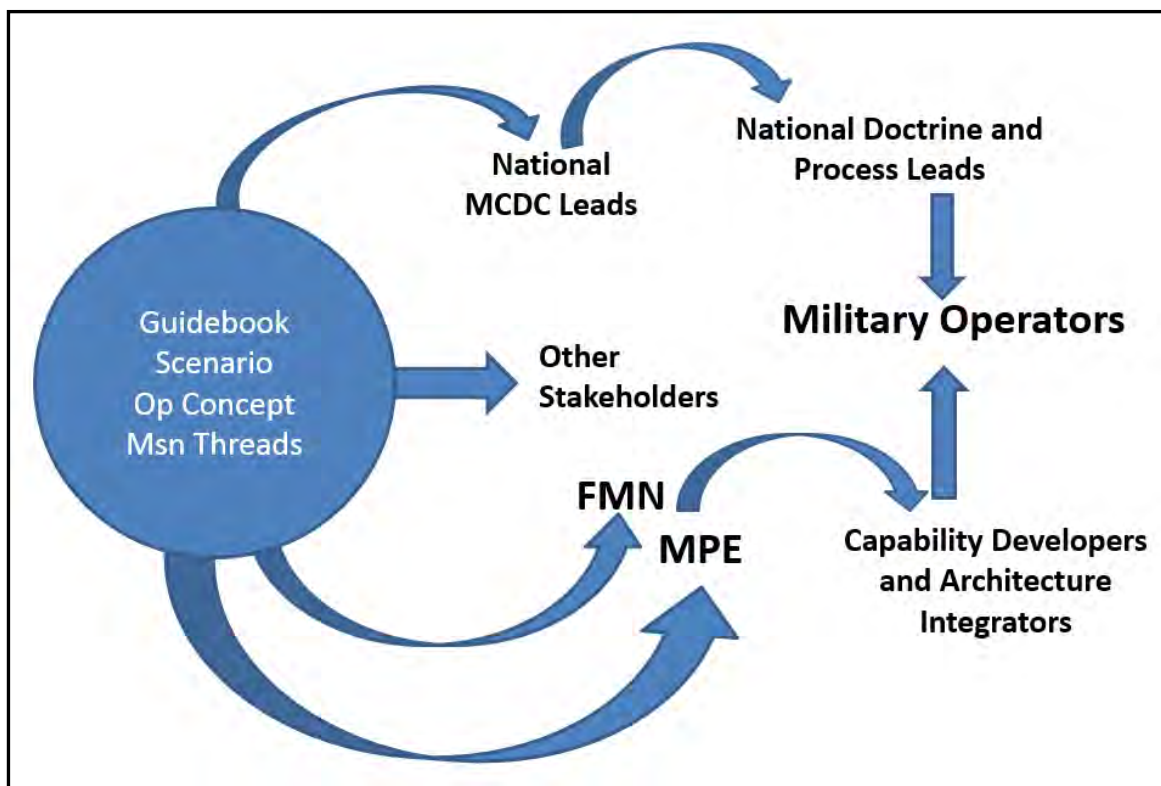 Guidebook
Scenario
Op Concept
Msn Threads
National
MCDC Leads
National Doctrine and
Process Leads
Military Operators
Other
Stakeholders
FMN
MPE
Capability Developers
and Architecture
Integrators